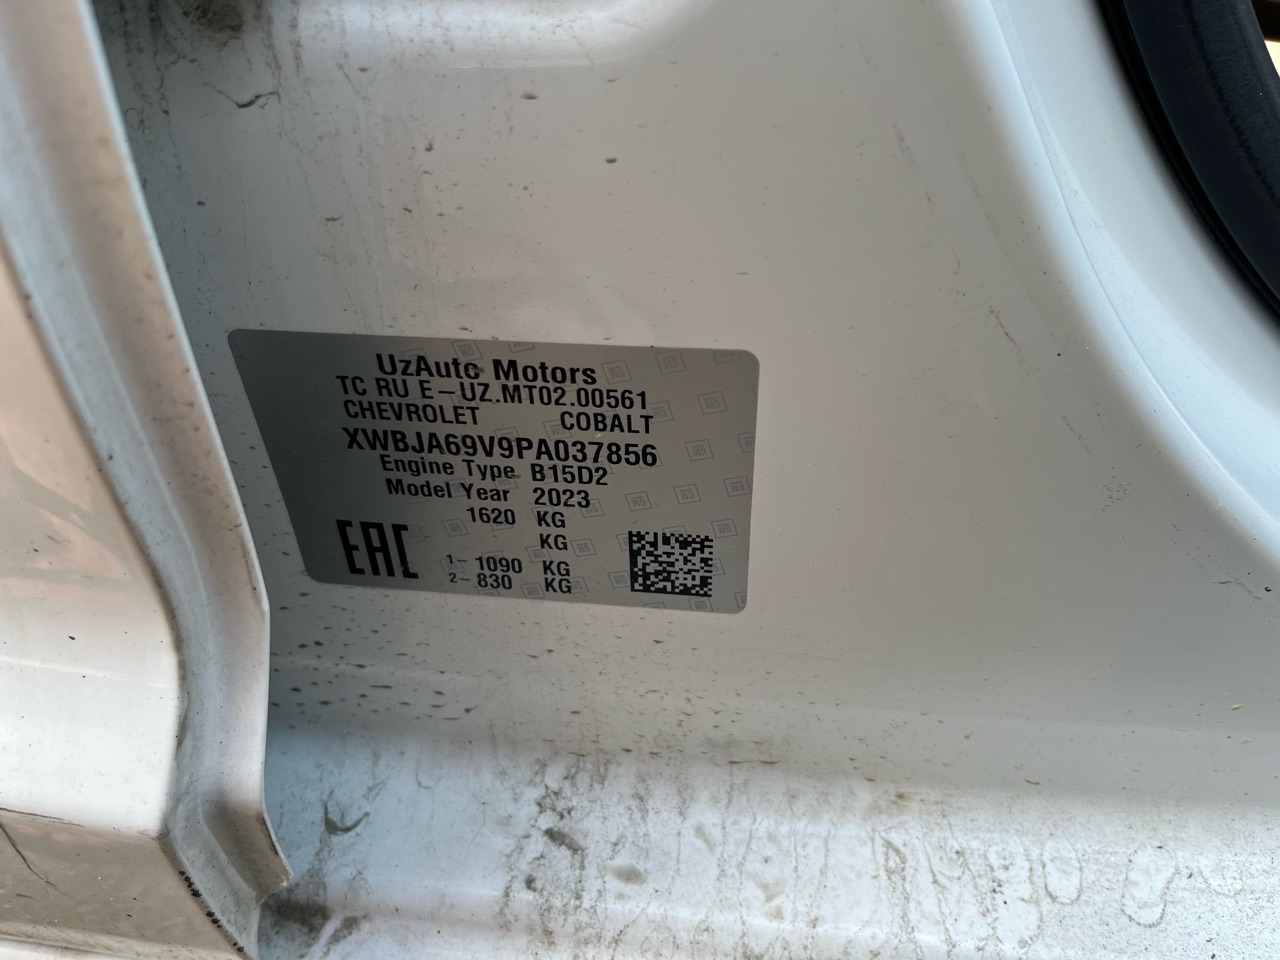 UzAuto Motors
TC RU E-UZ.MT02.00561
CHEVROLET COBALT
XWBJA69V9PA037856
Engine Type B15D2
Model Year 2023
1620 KG
KG
EAC
1- 1090 KG
2- 830 KG